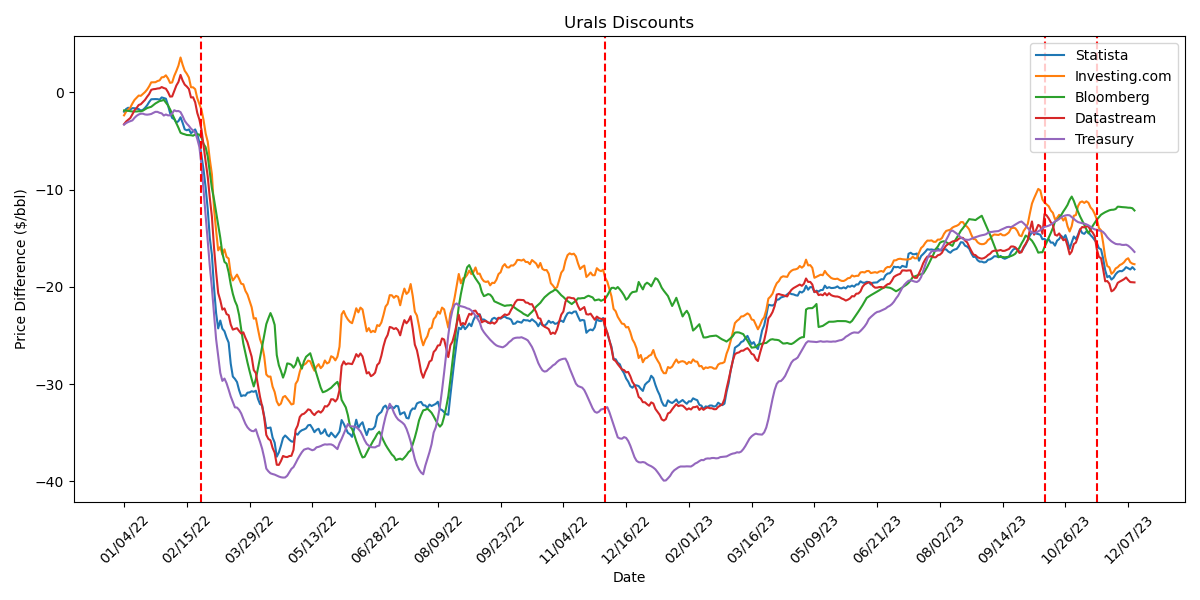 Urals Discounts
Statista
Investing.com
Bloomberg
Datastream
Treasury
Price Difference ($/bbl)
0
−10
−20
−30
−40
01/04/22
02/15/22
03/29/22
05/13/22
06/28/22
08/09/22
09/23/22
11/04/22
12/16/22
02/01/23
03/16/23
05/09/23
06/21/23
08/02/23
09/14/23
10/26/23
12/07/23
Date